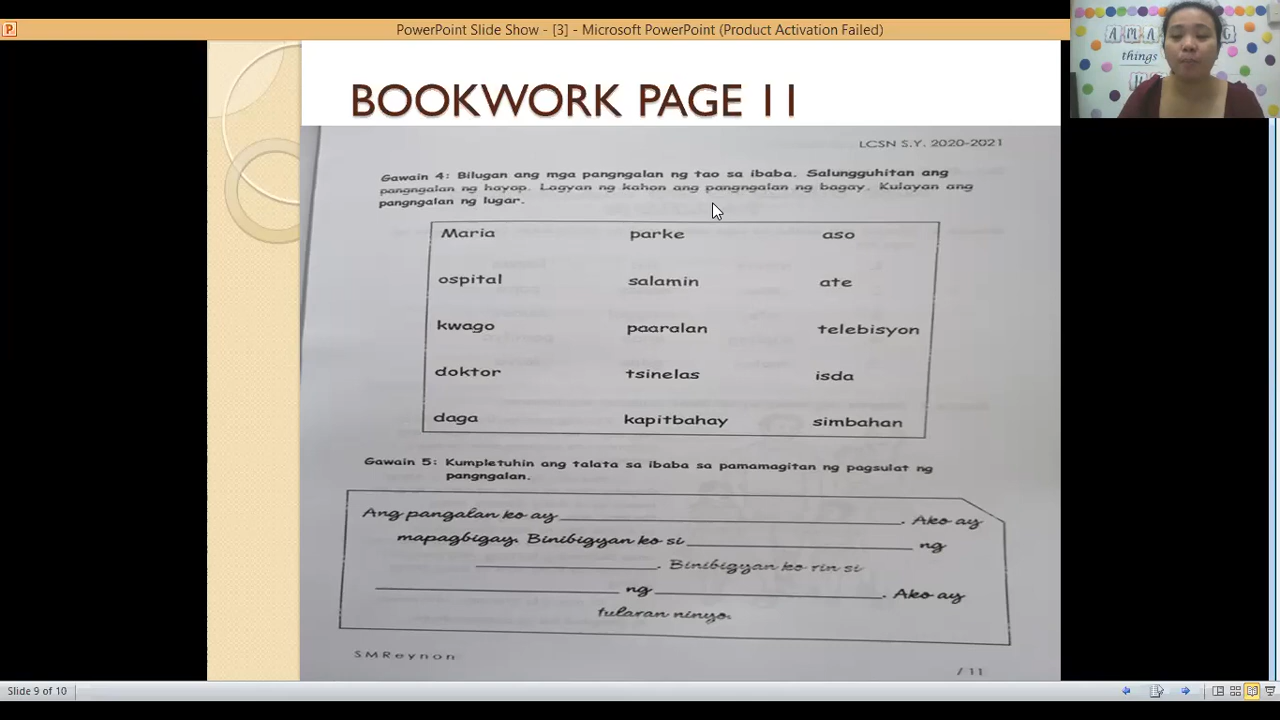 PowerPoint Slide Show - [3] - Microsoft PowerPoint (Product Activation Failed)
BOOKWORK PAGE 11
LCSN S.Y. 2020-2021
Gawain 4: Bilugan ang mga pangngalan ng tao sa ibaba. Salungguhitan ang
pangngalan ng hayop. Lagyan ng kahon ang pangngalan ng bagay. Kulayan ang
pangngalan ng lugar.
Maria parke aso
ospital salamin ate
kwago paaralan telebisyon
doktor tsinelas isda
daga kapitbahay simbahan
Gawain 5: Kumpletuhin ang talata sa ibaba sa pamamagitan ng pagsulat ng
pangngalan.
Ang pangalan ko ay . Ako ay
mapagbigay. Binibigyan ko si ng
. Binibigyan ko rin si
ng . Ako ay
tularan ninyo.
SMReynon
/ 11
things
Slide 9 of 10